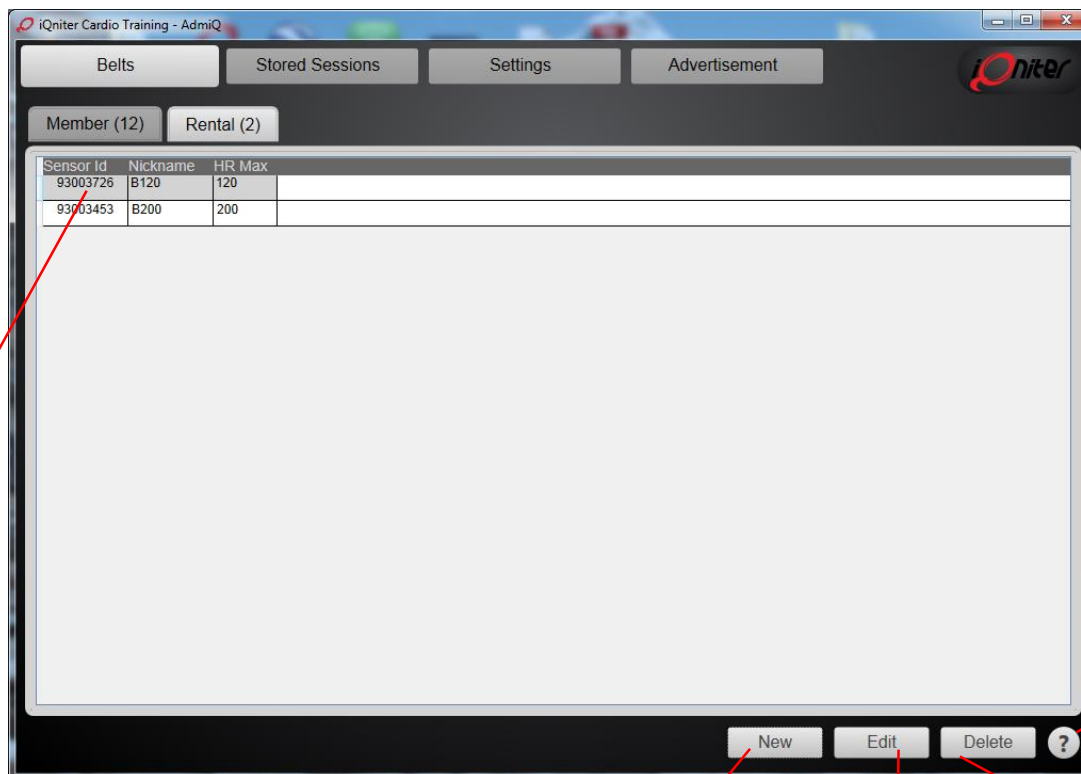 iQniter Cardio Training - AdmiQ
Belts Stored Sessions Settings Advertisement iQniter
Member (12) Rental (2)
Sensor Id Nickname HR Max
93003726 B120 120
93003453 B200 200
New Edit Delete ?